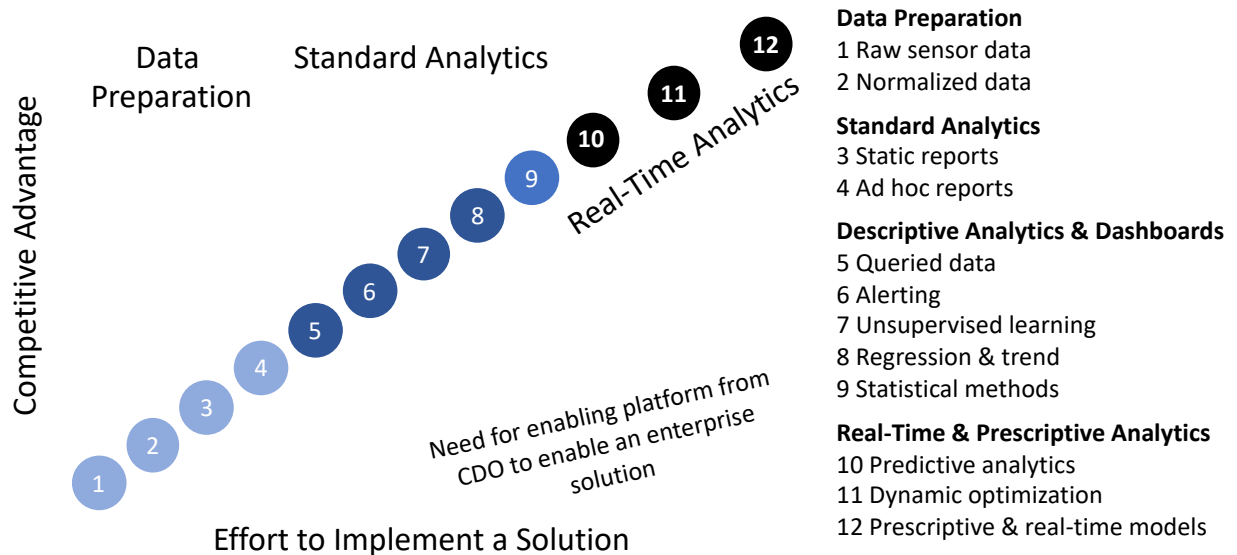 Data
Preparation
Standard Analytics
Competitive Advantage
1
2
3
4
5
6
7
8
9
10
11
12
Real-Time Analytics
Need for enabling platform from
CDO to enable an enterprise
solution
Effort to Implement a Solution
Data Preparation
1 Raw sensor data
2 Normalized data
Standard Analytics
3 Static reports
4 Ad hoc reports
Descriptive Analytics & Dashboards
5 Queried data
6 Alerting
7 Unsupervised learning
8 Regression & trend
9 Statistical methods
Real-Time & Prescriptive Analytics
10 Predictive analytics
11 Dynamic optimization
12 Prescriptive & real-time models